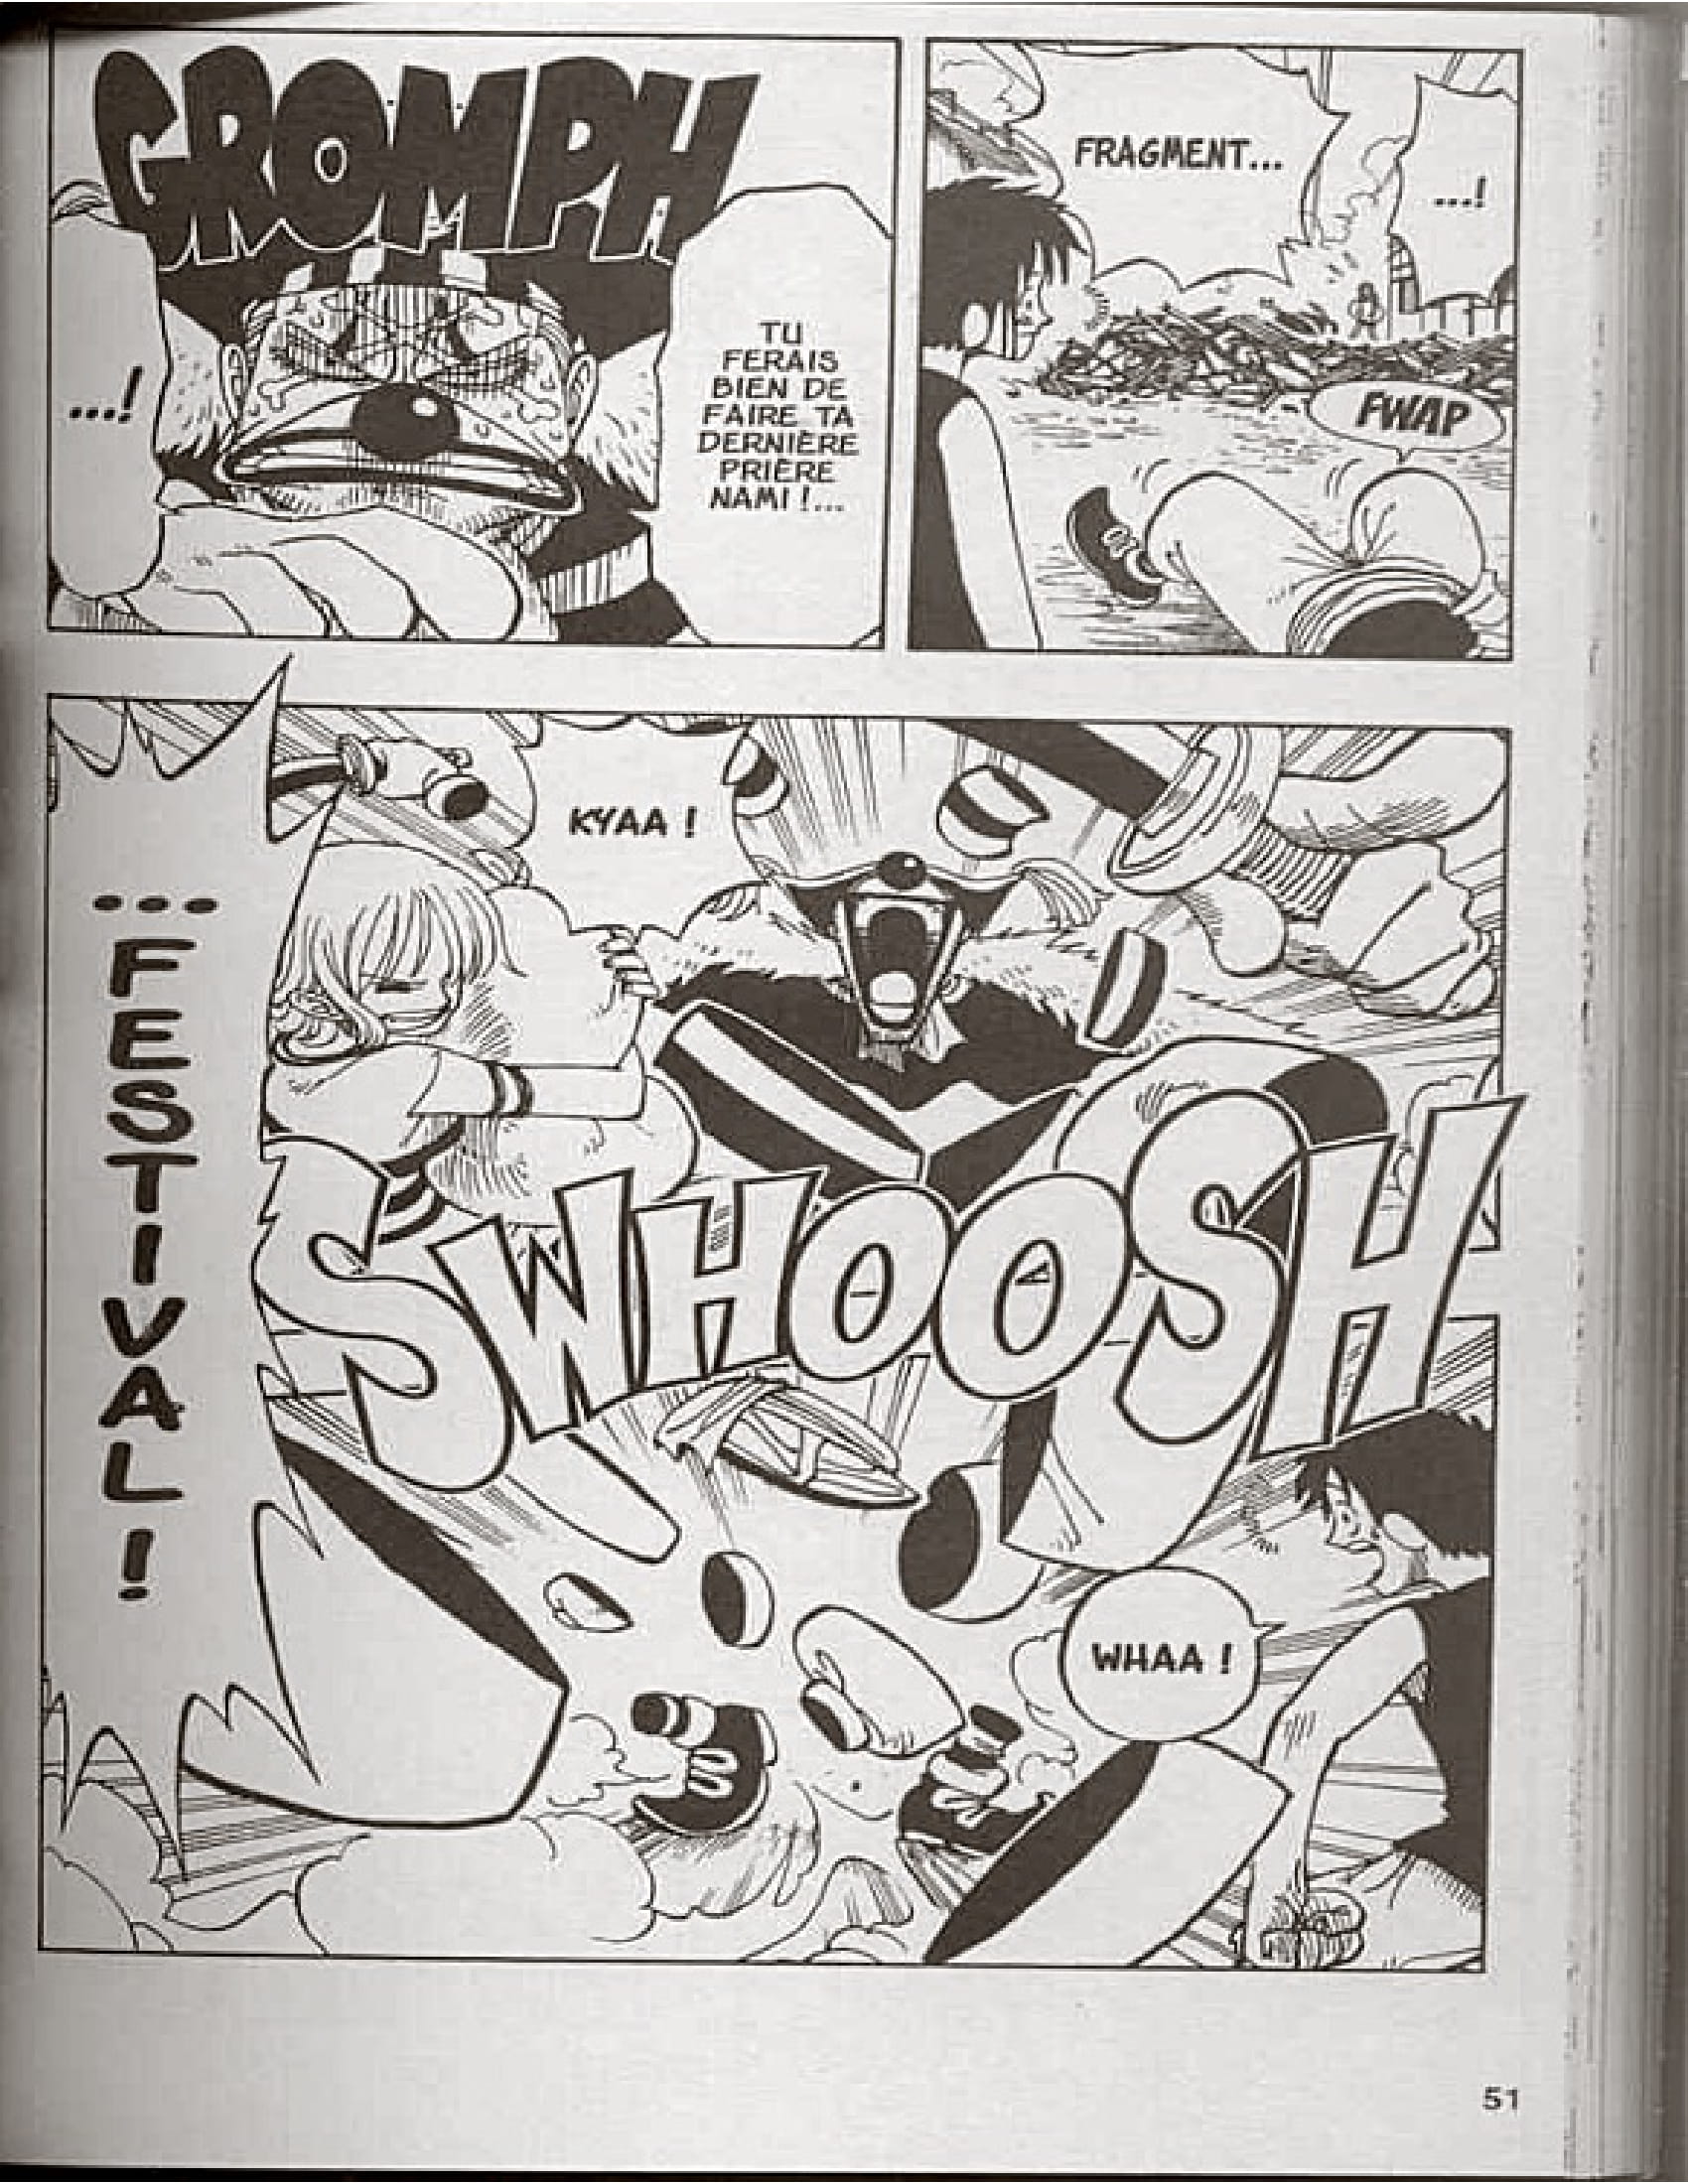 ...!
FRAGMENT...
FWAP
GROMPH
TU
FERAIS
BIEN DE
FAIRE TA
DERNIÈRE
PRIÈRE
NAMI !...
...!
KYAA !
...FESTIVAL !
SWHOOSH
WHAA !
51